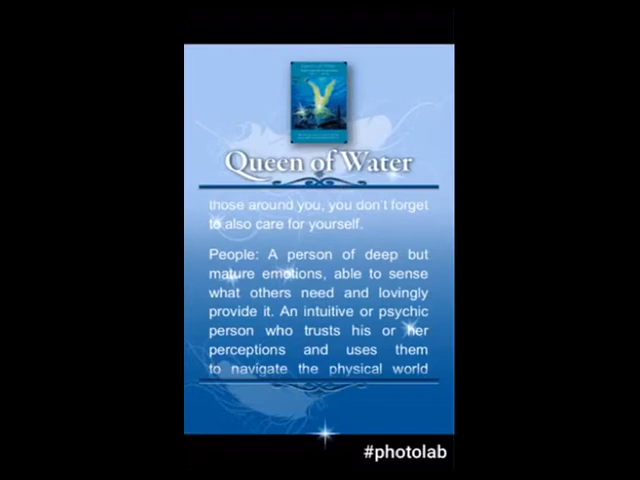 Queen of Water
those around you, you don't forget
to also care for yourself.
People: A person of deep but
mature emotions, able to sense
what others need and lovingly
provide it. An intuitive or psychic
person who trusts his or her
perceptions and uses them
to navigate the physical world
#photolab